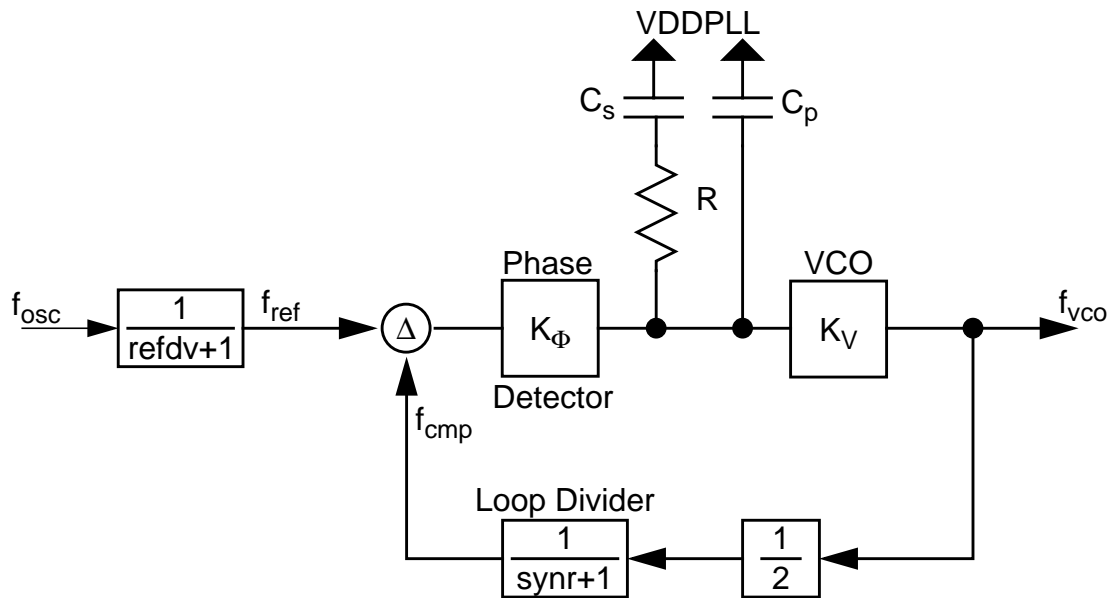 VDDPLL
Cs
Cp
R
Phase
VCO
fosc
1
refdv+1
fref
Δ
KΦ
KV
fvco
Detector
fcmp
Loop Divider
1
synr+1
1
2